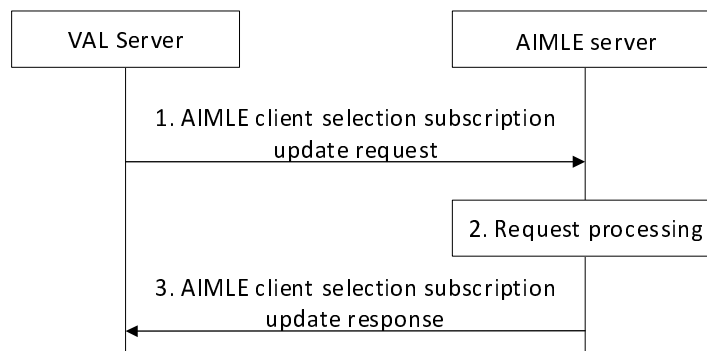 VAL Server
AIMLE server
1. AIMLE client selection subscription
update request
2. Request processing
3. AIMLE client selection subscription
update response